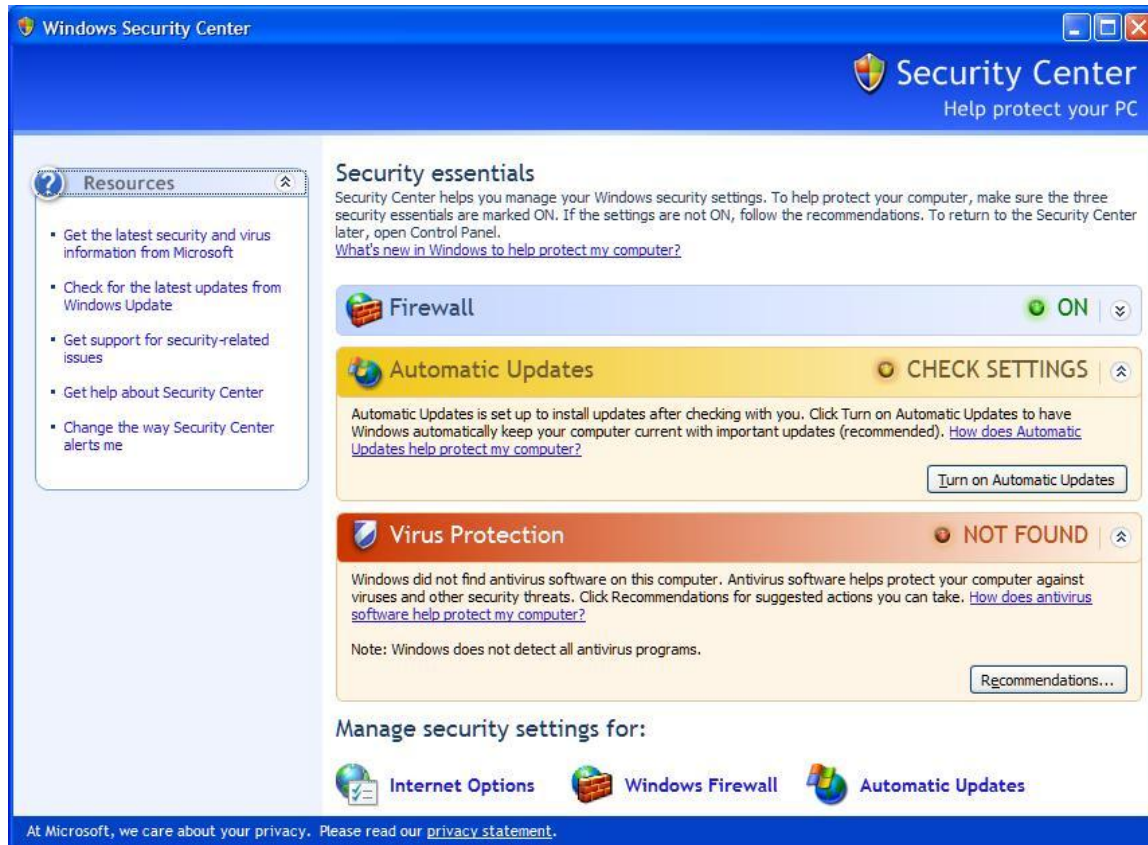 Windows Security Center
Security Center
Help protect your PC
Resources
Get the latest security and virus
information from Microsoft
Check for the latest updates from
Windows Update
Get support for security-related
issues
Get help about Security Center
Change the way Security Center
alerts me
Security essentials
Security Center helps you manage your Windows security settings. To help protect your computer, make sure the three
security essentials are marked ON. If the settings are not ON, follow the recommendations. To return to the Security Center
later, open Control Panel.
What's new in Windows to help protect my computer?
Firewall
ON
Automatic Updates
CHECK SETTINGS
Automatic Updates is set up to install updates after checking with you. Click Turn on Automatic Updates to have
Windows automatically keep your computer current with important updates (recommended). How does Automatic
Updates help protect my computer?
Turn on Automatic Updates
Virus Protection
NOT FOUND
Windows did not find antivirus software on this computer. Antivirus software helps protect your computer against
viruses and other security threats. Click Recommendations for suggested actions you can take. How does antivirus
software help protect my computer?
Note: Windows does not detect all antivirus programs.
Recommendations...
Manage security settings for:
Internet Options
Windows Firewall
Automatic Updates
At Microsoft, we care about your privacy. Please read our privacy statement.